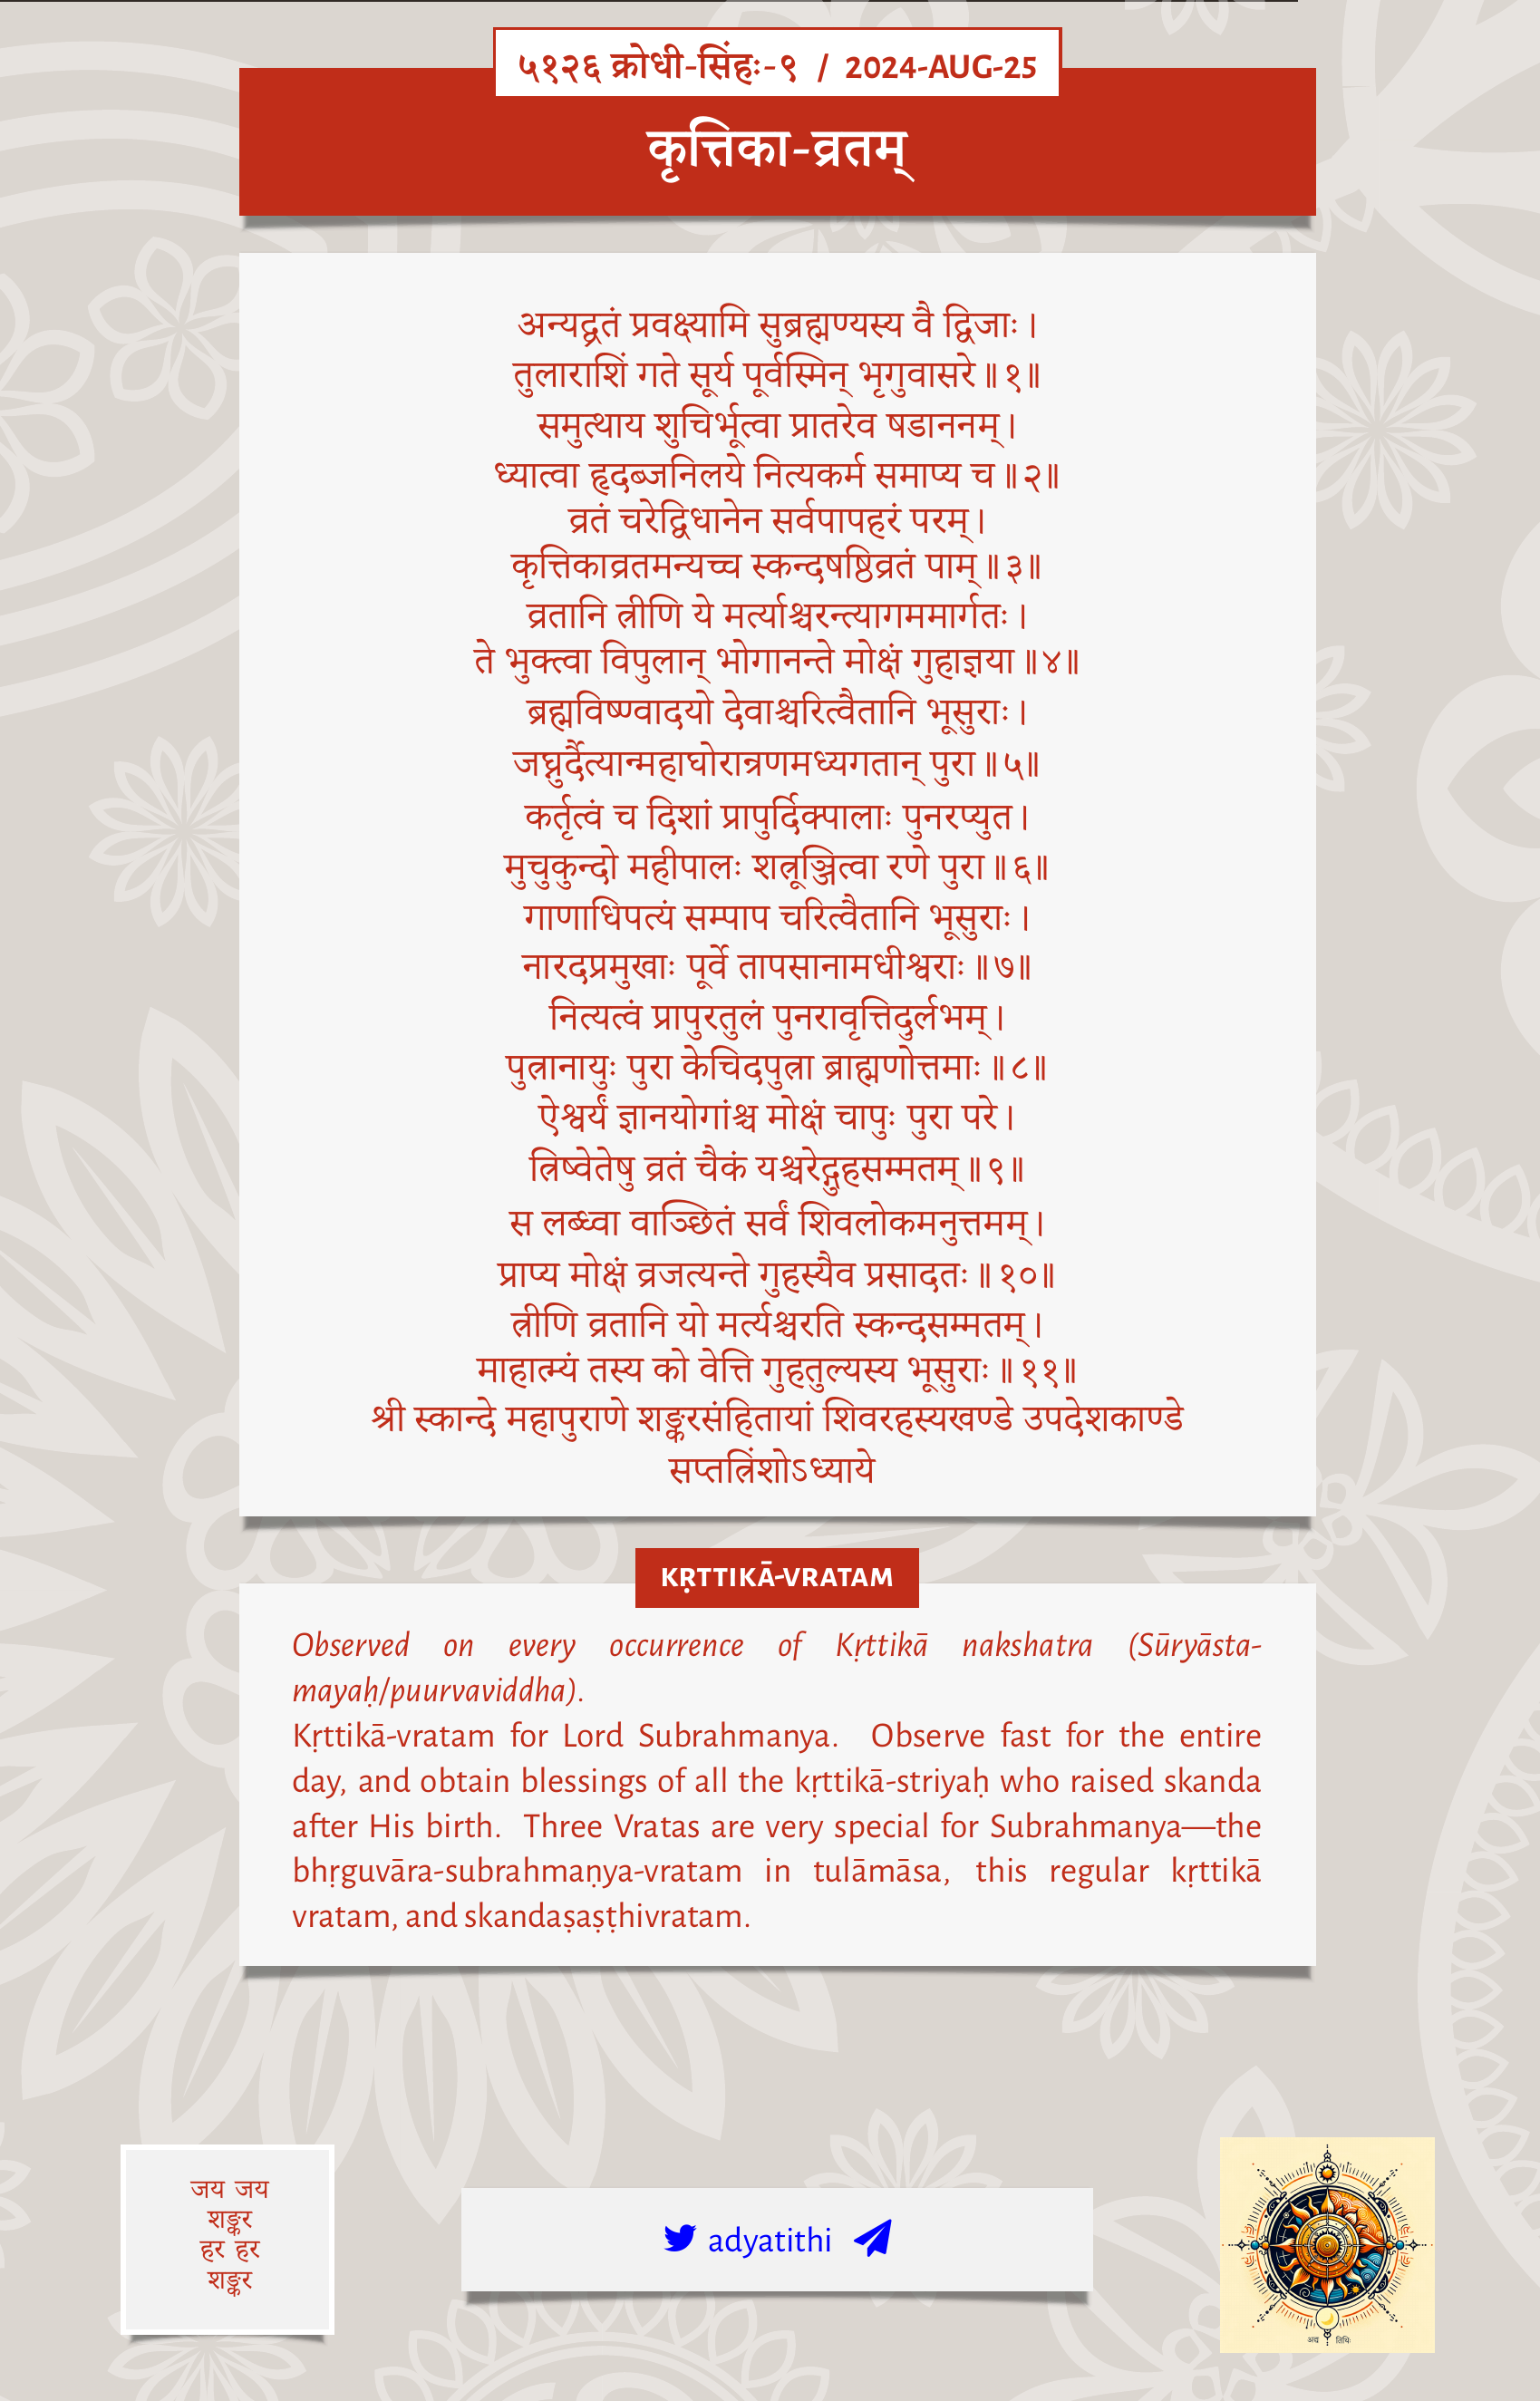 ५१२६ क्रोधी-सिंहः-९ / 2024-AUG-25
कृत्तिका-व्रतम्
अन्यद्व्रतं प्रवक्ष्यामि सुब्रह्मण्यस्य वै द्विजाः।
तुलाराशिं गते सूर्य पूर्वस्मिन् भृगुवासरे॥१॥
समुत्थाय शुचिर्भूत्वा प्रातरेव षडाननम्।
ध्यात्वा हृदब्जनिलये नित्यकर्म समाप्य च॥२॥
व्रतं चरेद्विधानेन सर्वपापहरं परम्।
कृत्तिकाव्रतमन्यच्च स्कन्दषष्ठिव्रतं पाम्॥३॥
व्रतानि त्रीणि ये मर्त्याश्चरन्त्यागममार्गतः।
ते भुक्त्वा विपुलान् भोगानन्ते मोक्षं गुहाज्ञया॥४॥
ब्रह्मविष्ण्वादयो देवाश्चरित्वैतानि भूसुराः।
जघ्नुर्दैत्यान्महाघोरान्रणमध्यगतान् पुरा॥५॥
कर्तृत्वं च दिशां प्रापुर्दिक्पालाः पुनरप्युत।
मुचुकुन्दो महीपालः शत्रूञ्जित्वा रणे पुरा॥६॥
गाणाधिपत्यं सम्पाप चरित्वैतानि भूसुराः।
नारदप्रमुखाः पूर्वे तापसानामधीश्वराः॥७॥
नित्यत्वं प्रापुरतुलं पुनरावृत्तिदुर्लभम्।
पुत्रानायुः पुरा केचिदपुत्रा ब्राह्मणोत्तमाः॥८॥
ऐश्वर्यं ज्ञानयोगांश्च मोक्षं चापुः पुरा परे।
त्रिष्वेतेषु व्रतं चैकं यश्चरेद्गुहसम्मतम्॥९॥
स लब्ध्वा वाञ्छितं सर्वं शिवलोकमनुत्तमम्।
प्राप्य मोक्षं व्रजत्यन्ते गुहस्यैव प्रसादतः॥१०॥
त्रीणि व्रतानि यो मर्त्यश्चरति स्कन्दसम्मतम्।
माहात्म्यं तस्य को वेत्ति गुहतुल्यस्य भूसुराः॥११॥
श्री स्कान्दे महापुराणे शङ्करसंहितायां शिवरहस्यखण्डे उपदेशकाण्डे
सप्तत्रिंशोऽध्याये
KṚTTIKĀ-VRATAM
Observed on every occurrence of Kṛttikā nakshatra (Sūryāsta-
mayaḥ/puurvaviddha).
Kṛttikā-vratam for Lord Subrahmanya. Observe fast for the entire
day, and obtain blessings of all the kṛttikā-striyaḥ who raised skanda
after His birth. Three Vratas are very special for Subrahmanya—the
bhṛguvāra-subrahmaṇya-vratam in tulāmāsa, this regular kṛttikā
vratam, and skandaṣaṣṭhivratam.
जय जय
शङ्कर
हर हर
शङ्कर
adyatithi
अद्य तिथिः